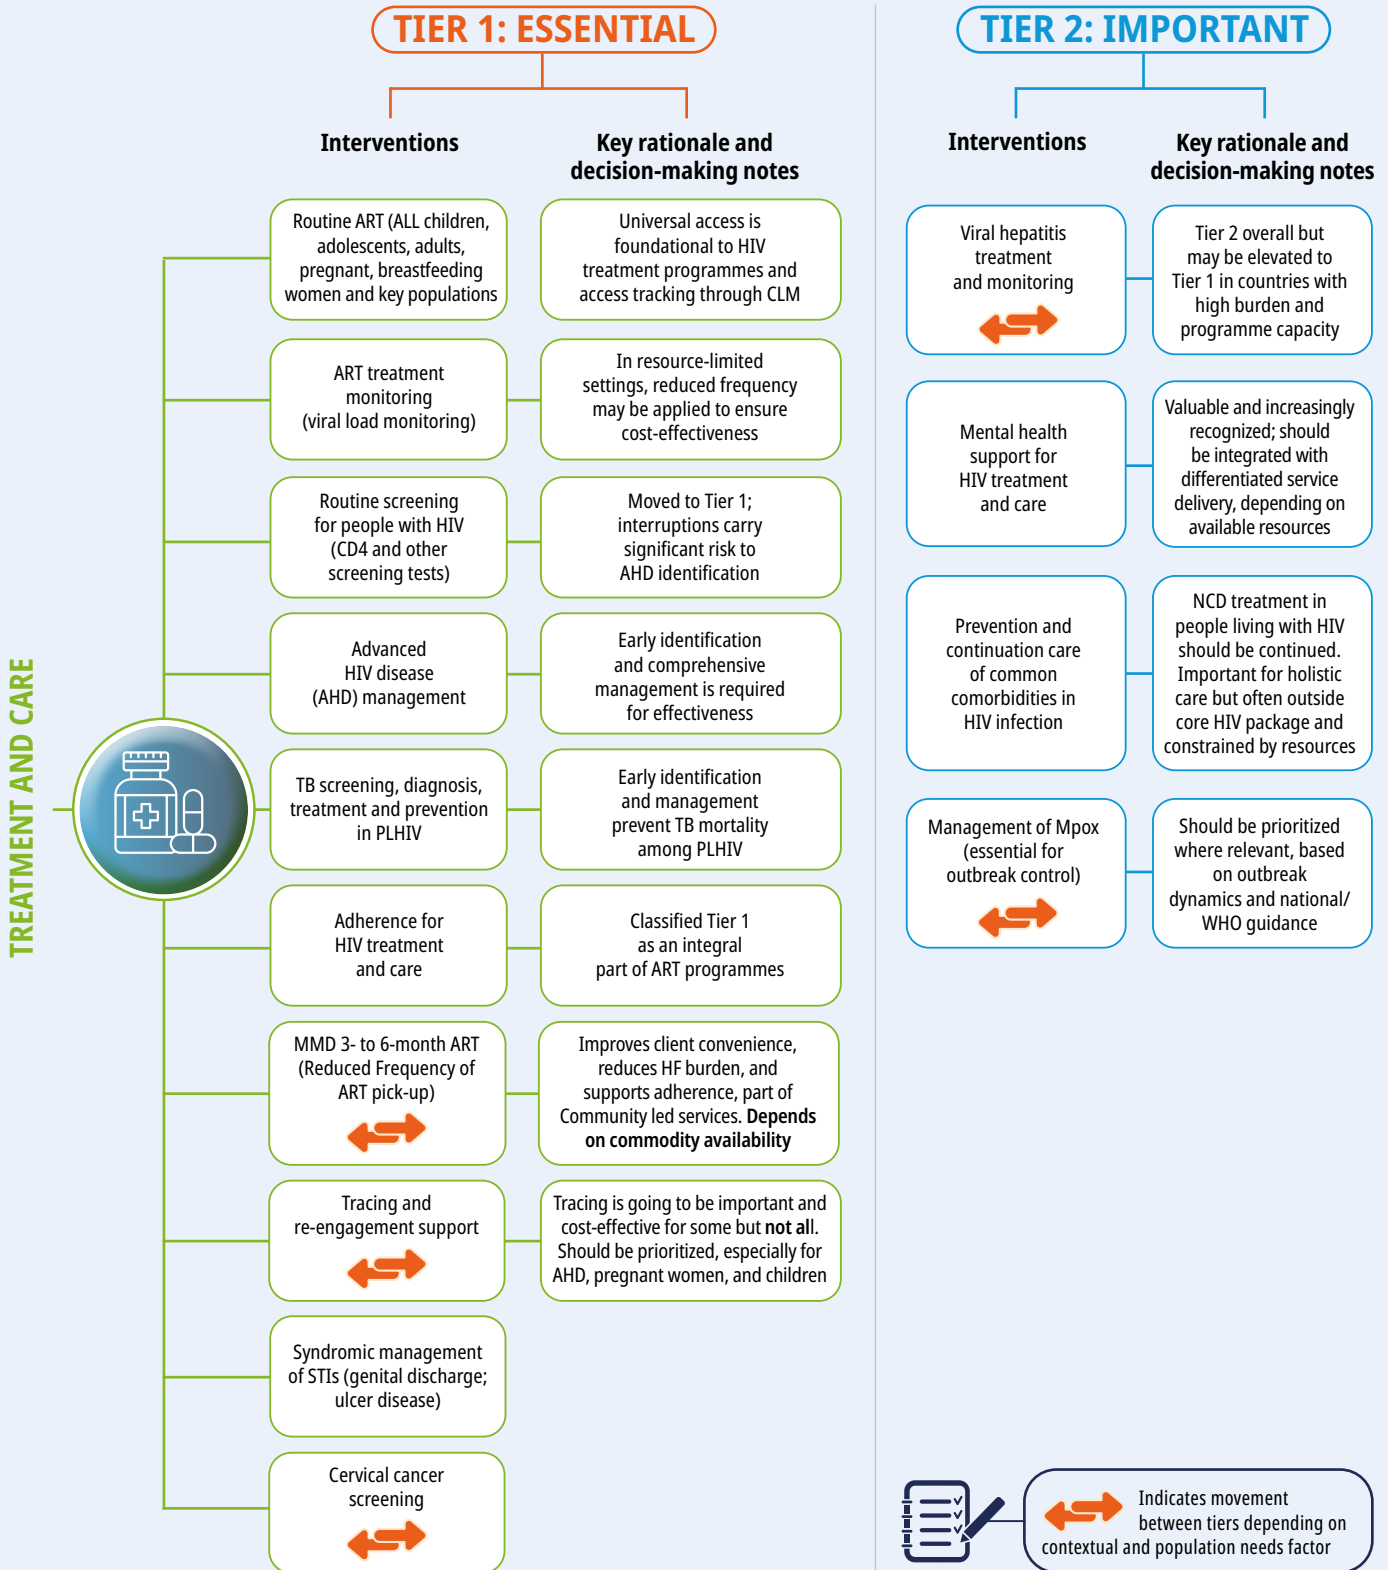 TREATMENT AND CARE
TIER 1: ESSENTIAL
Interventions
Key rationale and
decision-making notes
Routine ART (ALL children,
adolescents, adults,
pregnant, breastfeeding
women and key populations
Universal access is
foundational to HIV
treatment programmes and
access tracking through CLM
ART treatment
monitoring
(viral load monitoring)
In resource-limited
settings, reduced frequency
may be applied to ensure
cost-effectiveness
Routine screening
for people with HIV
(CD4 and other
screening tests)
Moved to Tier 1;
interruptions carry
significant risk to
AHD identification
Advanced
HIV disease
(AHD) management
Early identification
and comprehensive
management is required
for effectiveness
TB screening, diagnosis,
treatment and prevention
in PLHIV
Early identification
and management
prevent TB mortality
among PLHIV
Adherence for
HIV treatment
and care
Classified Tier 1
as an integral
part of ART programmes
MMD 3- to 6-month ART
(Reduced Frequency of
ART pick-up)
Improves client convenience,
reduces HF burden, and
supports adherence, part of
Community led services. Depends
on commodity availability
Tracing and
re-engagement support
Tracing is going to be important and
cost-effective for some but not all.
Should be prioritized, especially for
AHD, pregnant women, and children
Syndromic management
of STIs (genital discharge;
ulcer disease)
Cervical cancer
screening
TIER 2: IMPORTANT
Interventions
Key rationale and
decision-making notes
Viral hepatitis
treatment
and monitoring
Tier 2 overall but
may be elevated to
Tier 1 in countries with
high burden and
programme capacity
Mental health
support for
HIV treatment
and care
Valuable and increasingly
recognized; should
be integrated with
differentiated service
delivery, depending on
available resources
Prevention and
continuation care
of common
comorbidities in
HIV infection
NCD treatment in
people living with HIV
should be continued.
Important for holistic
care but often outside
core HIV package and
constrained by resources
Management of Mpox
(essential for
outbreak control)
Should be prioritized
where relevant, based
on outbreak
dynamics and national/
WHO guidance
Indicates movement
between tiers depending on
contextual and population needs factor